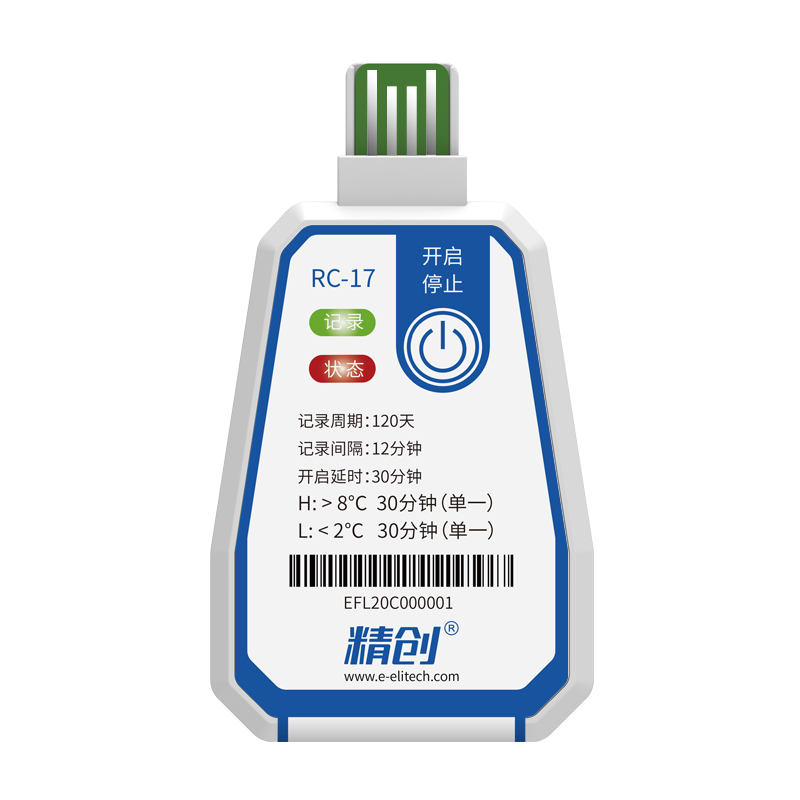 开启
停止
RC-17
记录
状态
记录周期:120天
记录间隔:12分钟
开启延时:30分钟
H: > 8°C 30分钟(单一)
L: < 2°C 30分钟(单一)
EFL20C000001
精创®
www.e-elitech.com